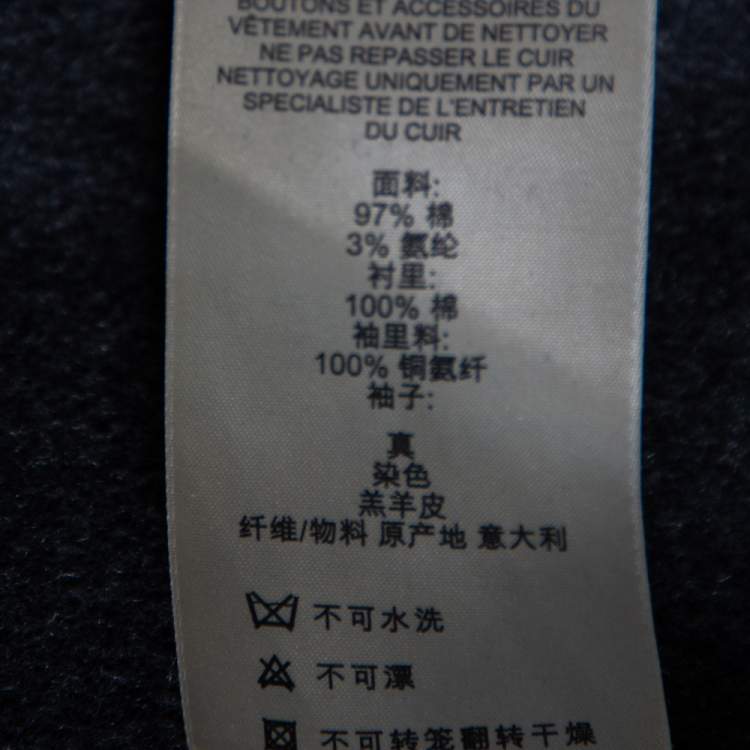 BOUTONS ET ACCESSOIRES DU
VÊTEMENT AVANT DE NETTOYER
NE PAS REPASSER LE CUIR
NETTOYAGE UNIQUEMENT PAR UN
SPECIALISTE DE L'ENTRETIEN
DU CUIR
面料:
97% 棉
3% 氨纶
衬里:
100% 棉
袖里料:
100% 铜氨纤
袖子:
真
染色
羔羊皮
纤维/物料 原产地 意大利
不可水洗
不可漂
不可转笼翻转干燥